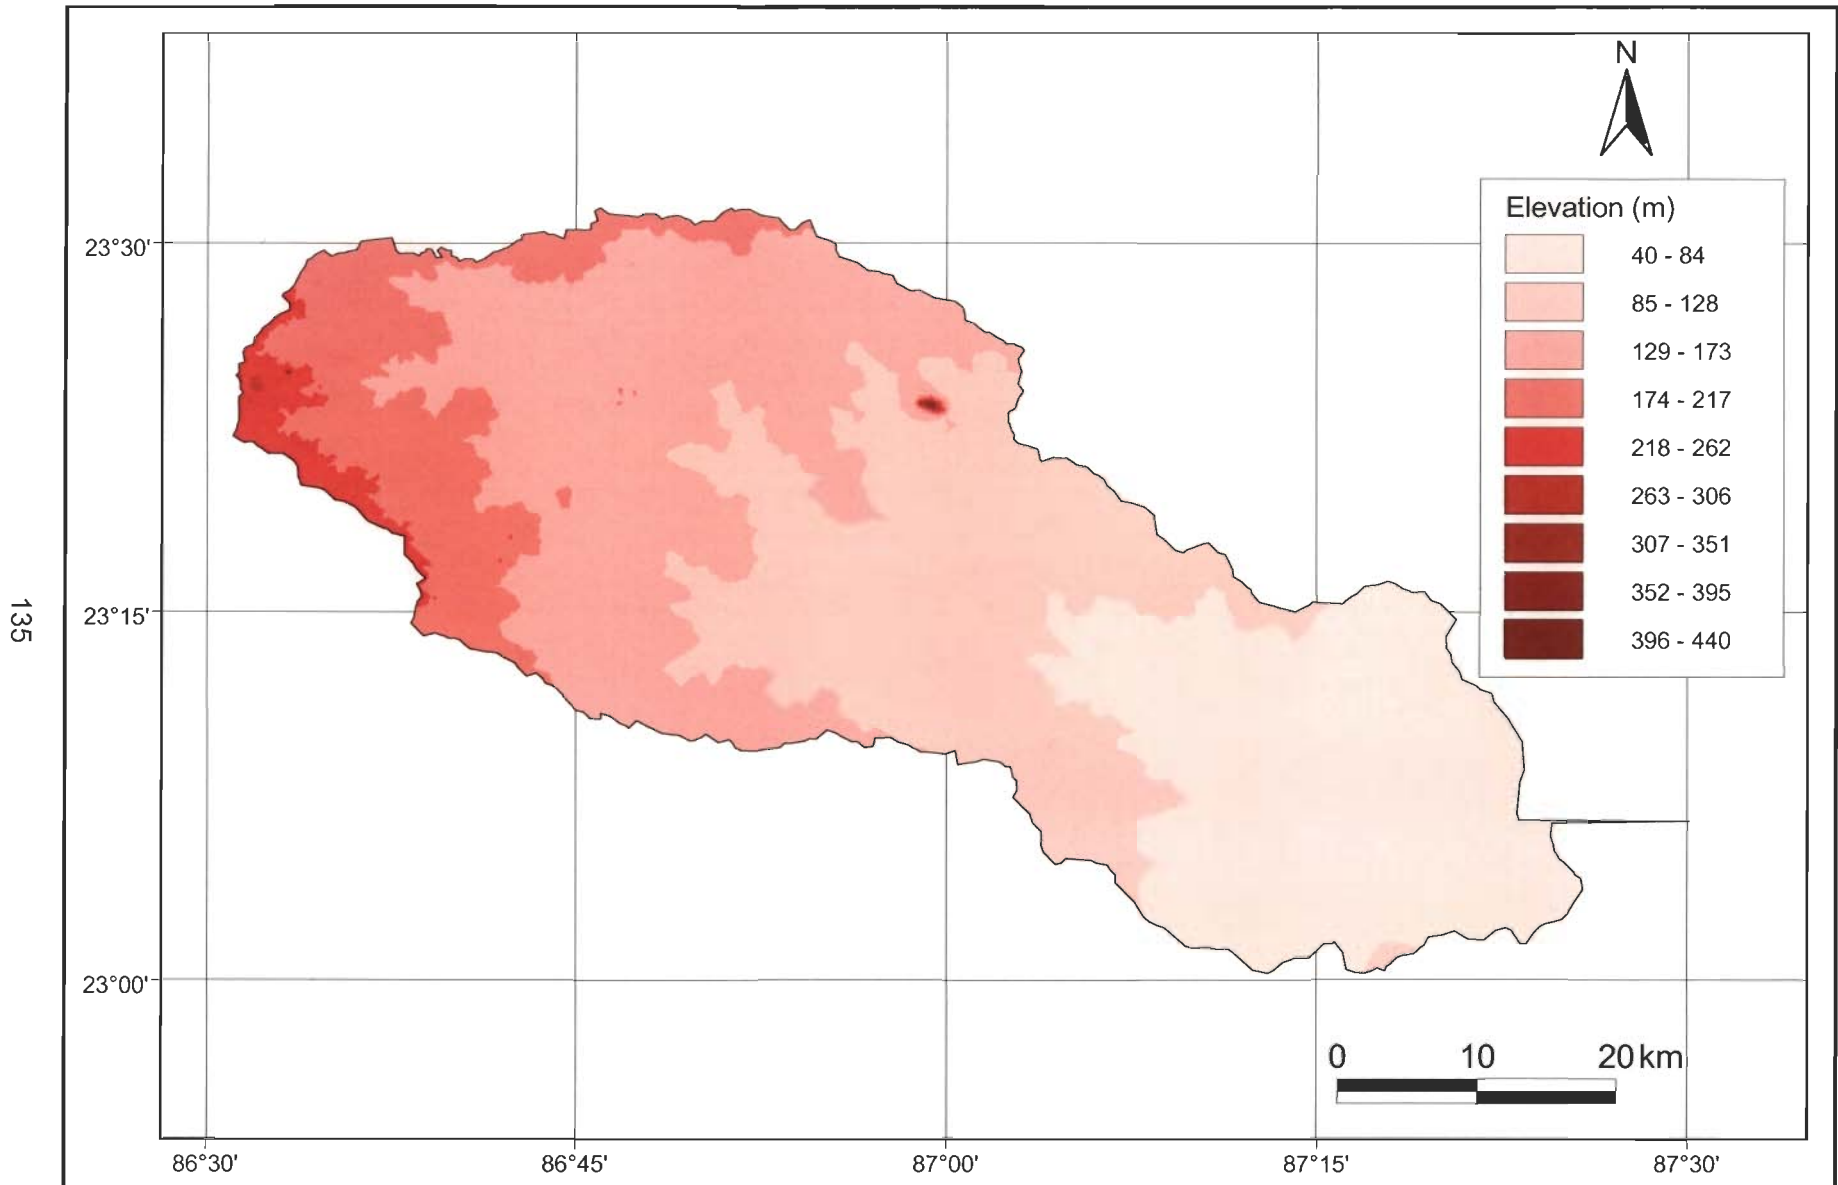 N
Elevation (m)
40 - 84
85 - 128
129 - 173
174 - 217
218 - 262
263 - 306
307 - 351
352 - 395
396 - 440
23°30'
23°15'
23°00'
135
0 10 20 km
86°30' 86°45' 87°00' 87°15' 87°30'